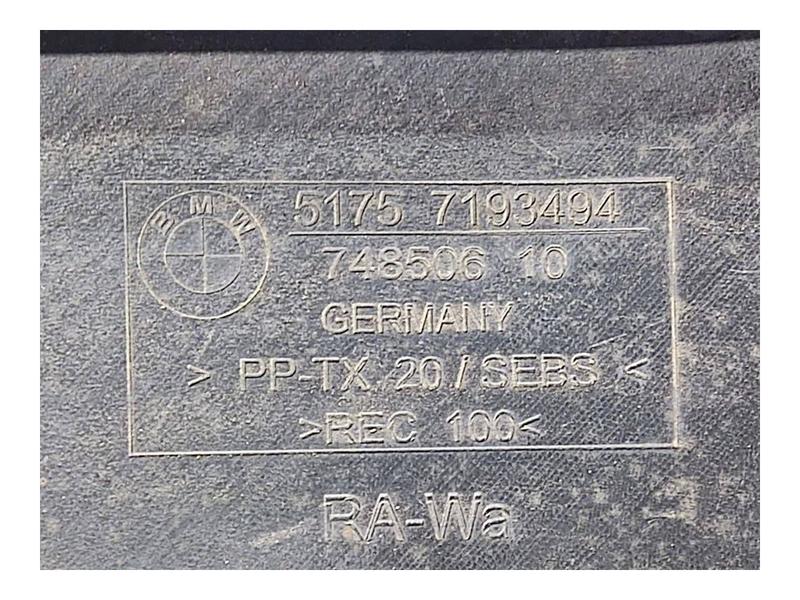 BMW
5175 7193494
748506 10
GERMANY
> PP-TX 20 / SEBS <
>REC 100<
RA-Wa